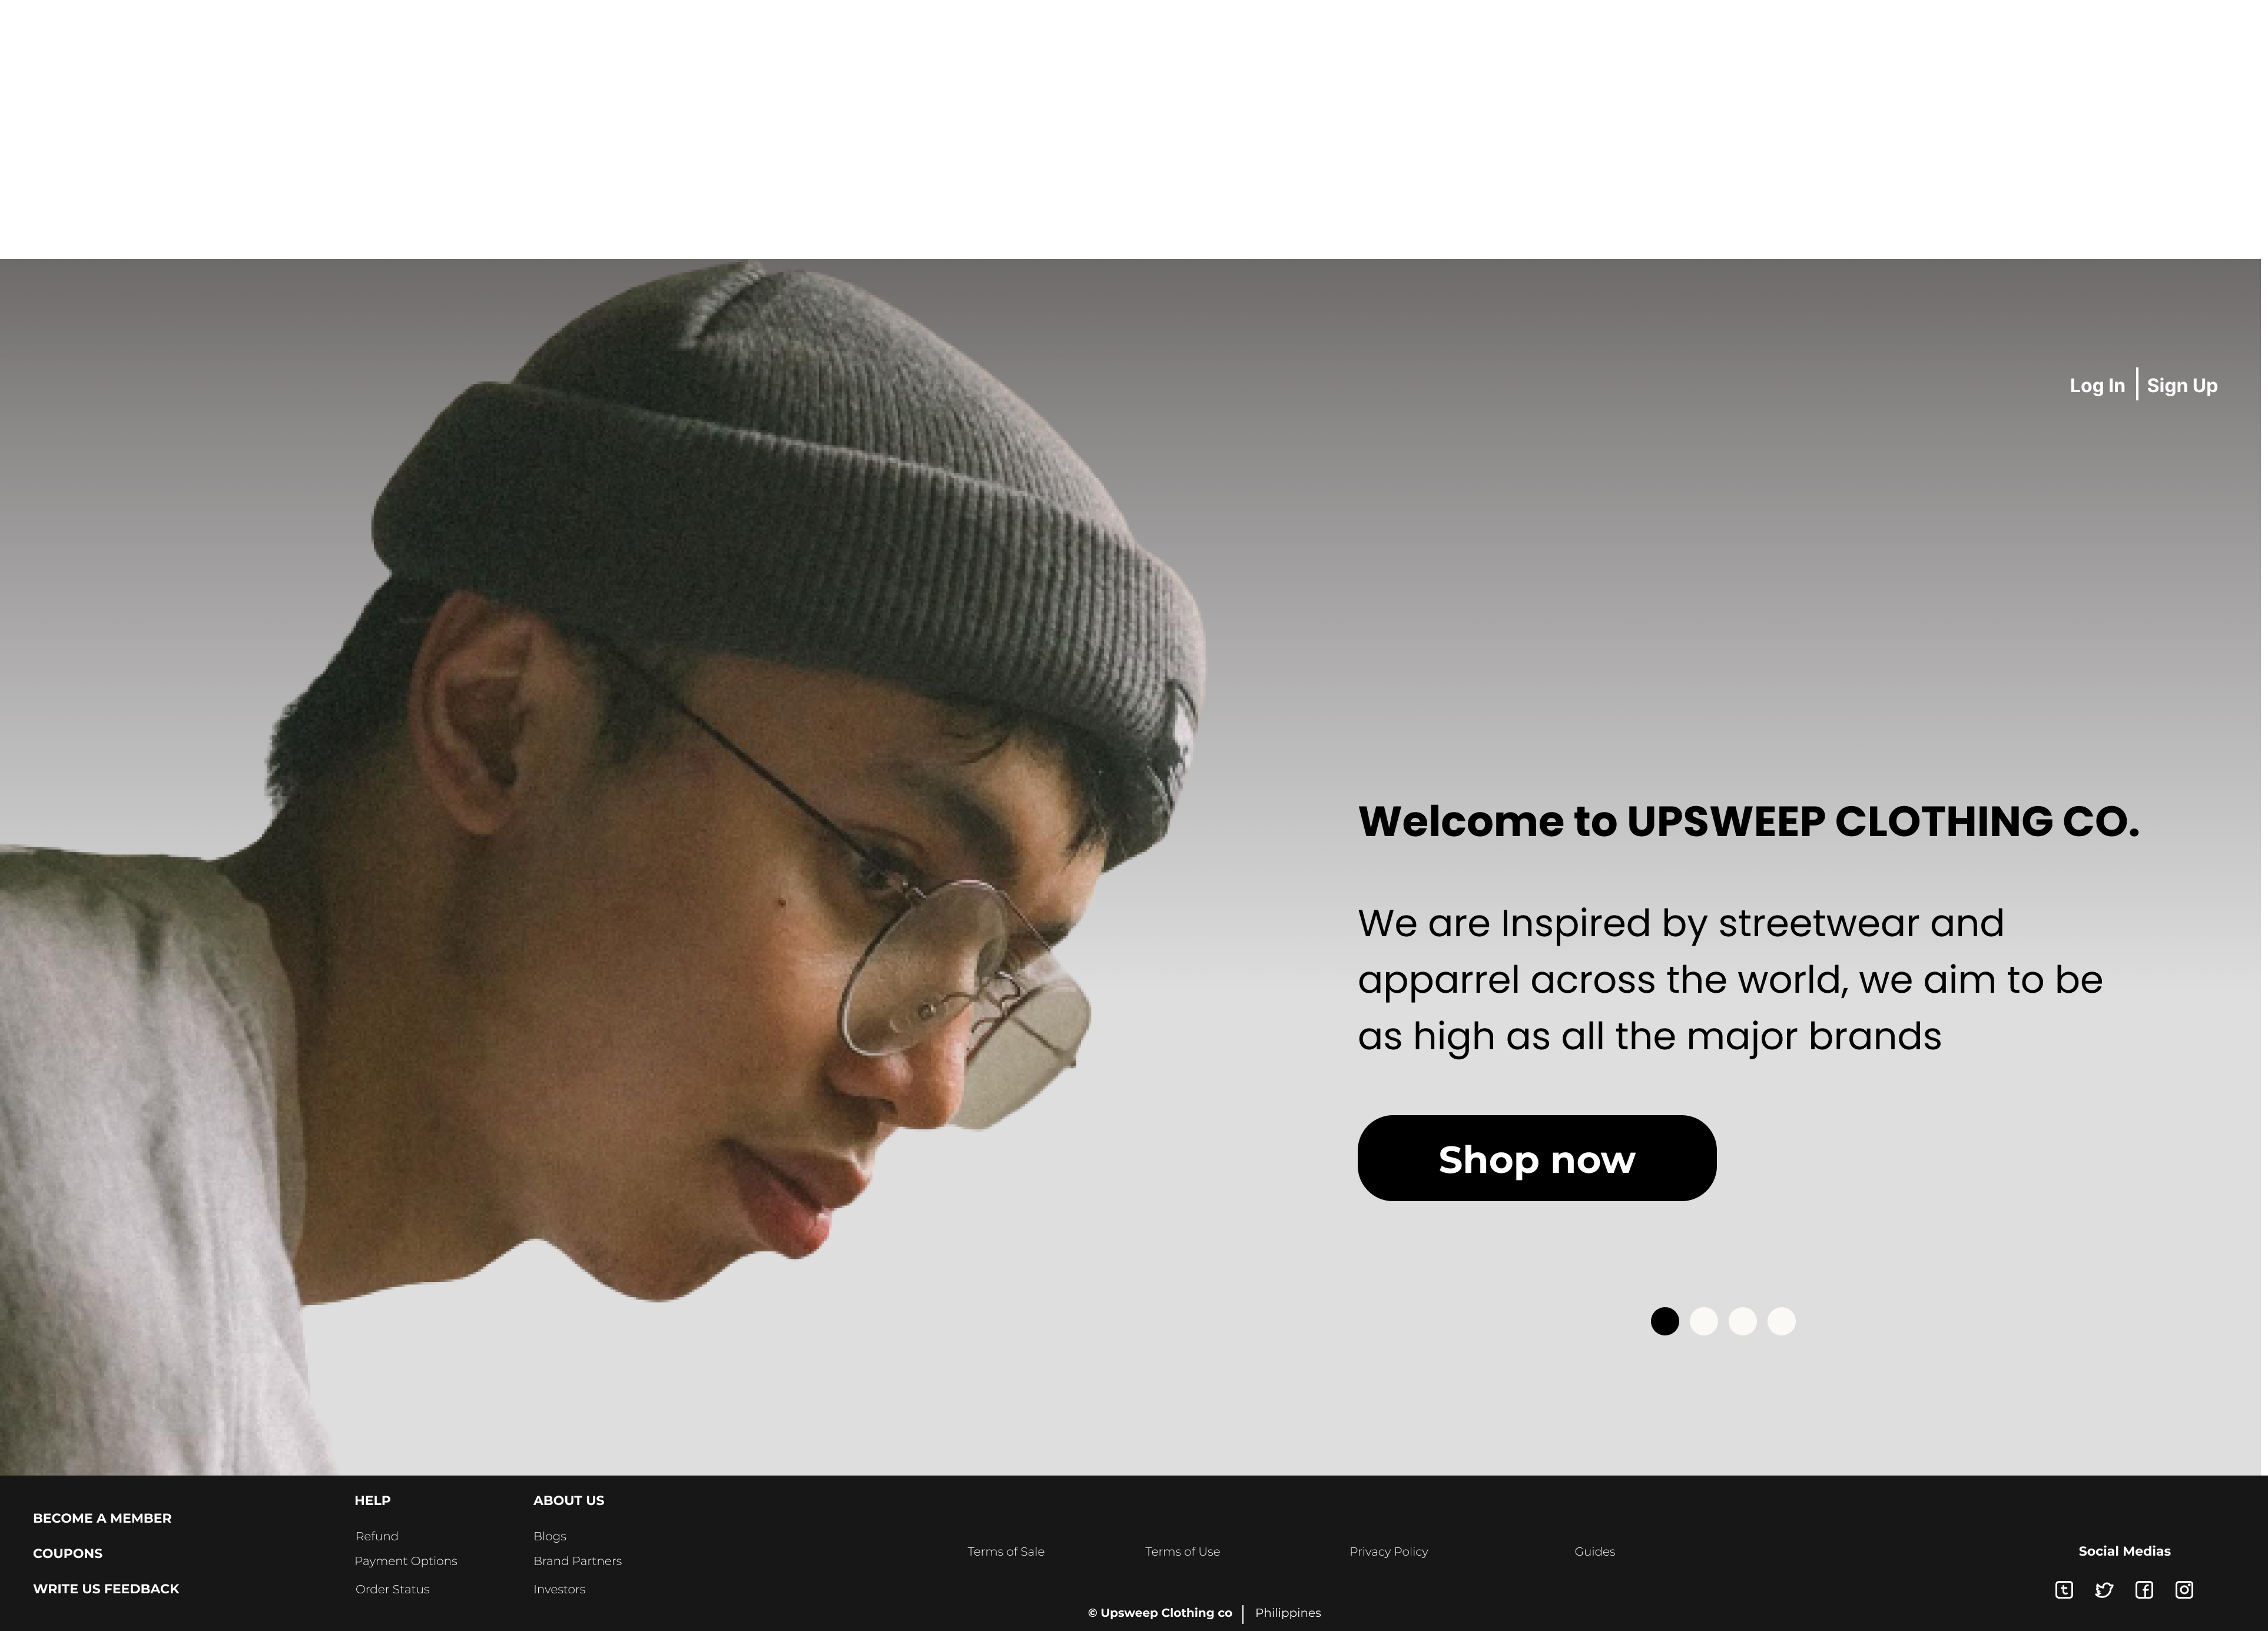 Log In | Sign Up
Welcome to UPSWEEP CLOTHING CO.
We are Inspired by streetwear and
apparrel across the world, we aim to be
as high as all the major brands
Shop now
BECOME A MEMBER
COUPONS
WRITE US FEEDBACK
HELP
Refund
Payment Options
Order Status
ABOUT US
Blogs
Brand Partners
Investors
Terms of Sale
Terms of Use
Privacy Policy
Guides
© Upsweep Clothing co | Philippines
Social Medias